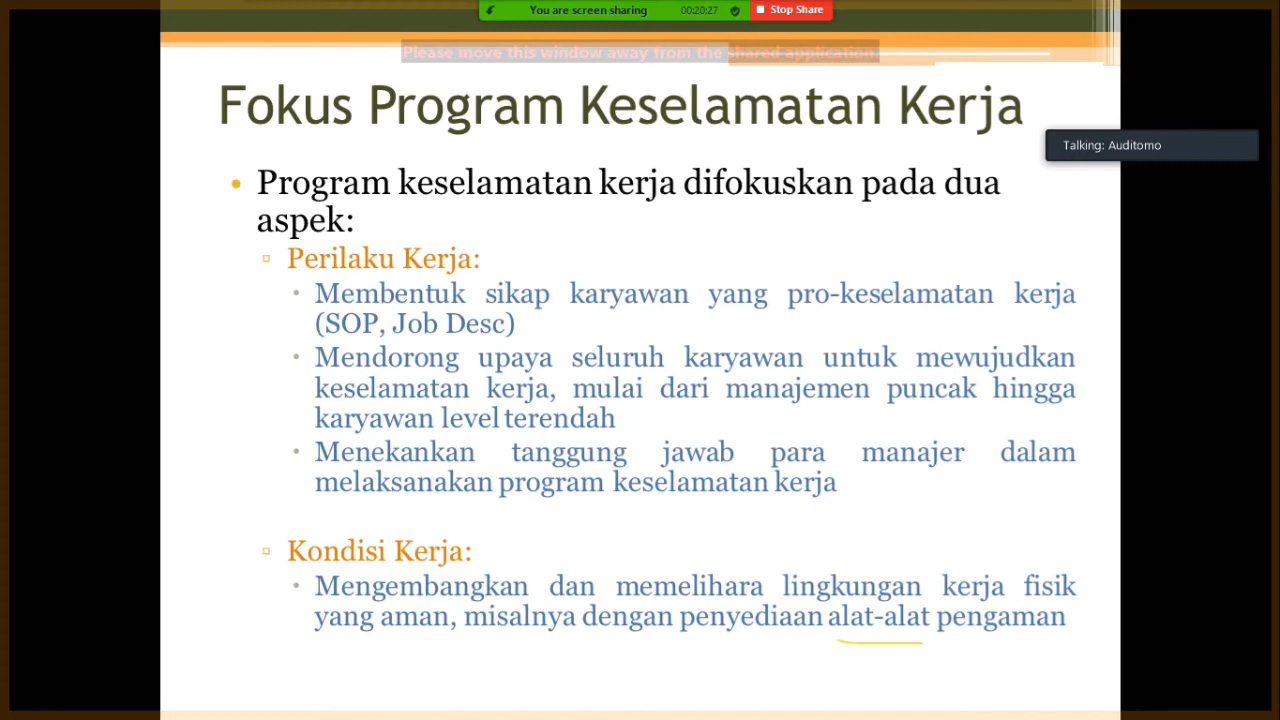 You are screen sharing 00:20:27 Stop Share
Please move this window away from the shared application.
Fokus Program Keselamatan Kerja
Talking: Auditomo
• Program keselamatan kerja difokuskan pada dua
aspek:
▫ Perilaku Kerja:
• Membentuk sikap karyawan yang pro-keselamatan kerja
(SOP, Job Desc)
• Mendorong upaya seluruh karyawan untuk mewujudkan
keselamatan kerja, mulai dari manajemen puncak hingga
karyawan level terendah
• Menekankan tanggung jawab para manajer dalam
melaksanakan program keselamatan kerja
▫ Kondisi Kerja:
• Mengembangkan dan memelihara lingkungan kerja fisik
yang aman, misalnya dengan penyediaan alat-alat pengaman